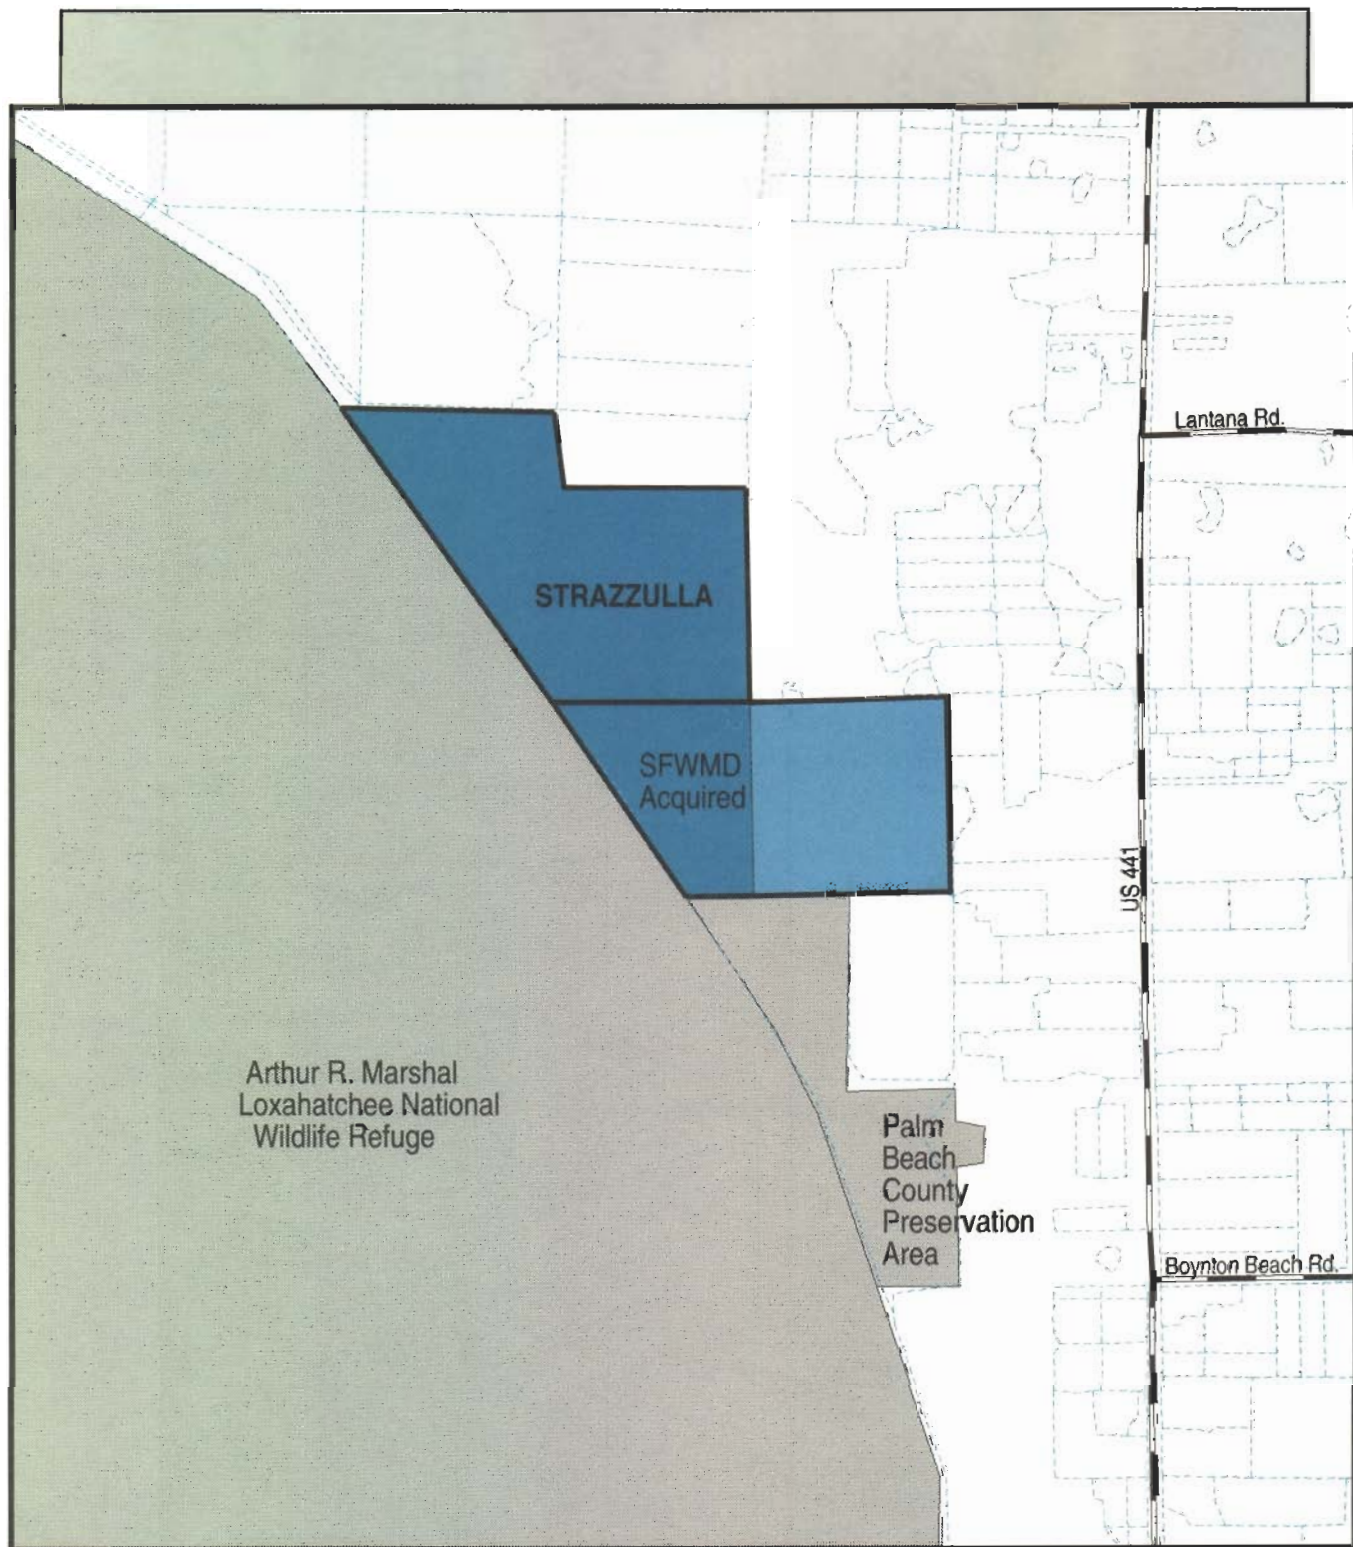 Lantana Rd.
STRAZZULLA
SFWMD
Acquired
US 441
Arthur R. Marshal
Loxahatchee National
Wildlife Refuge
Palm
Beach
County
Preservation
Area
Boynton Beach Rd.